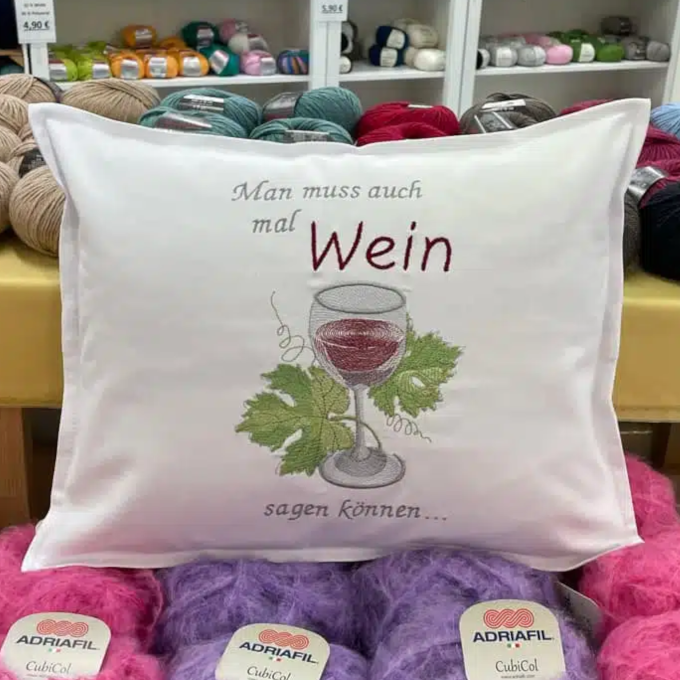 4,90 €
5,90 €
Man muss auch
mal Wein
sagen können...
ADRIAFIL
CubiCol
ADRIAFIL
CubiCol
ADRIAFIL
CubiCol